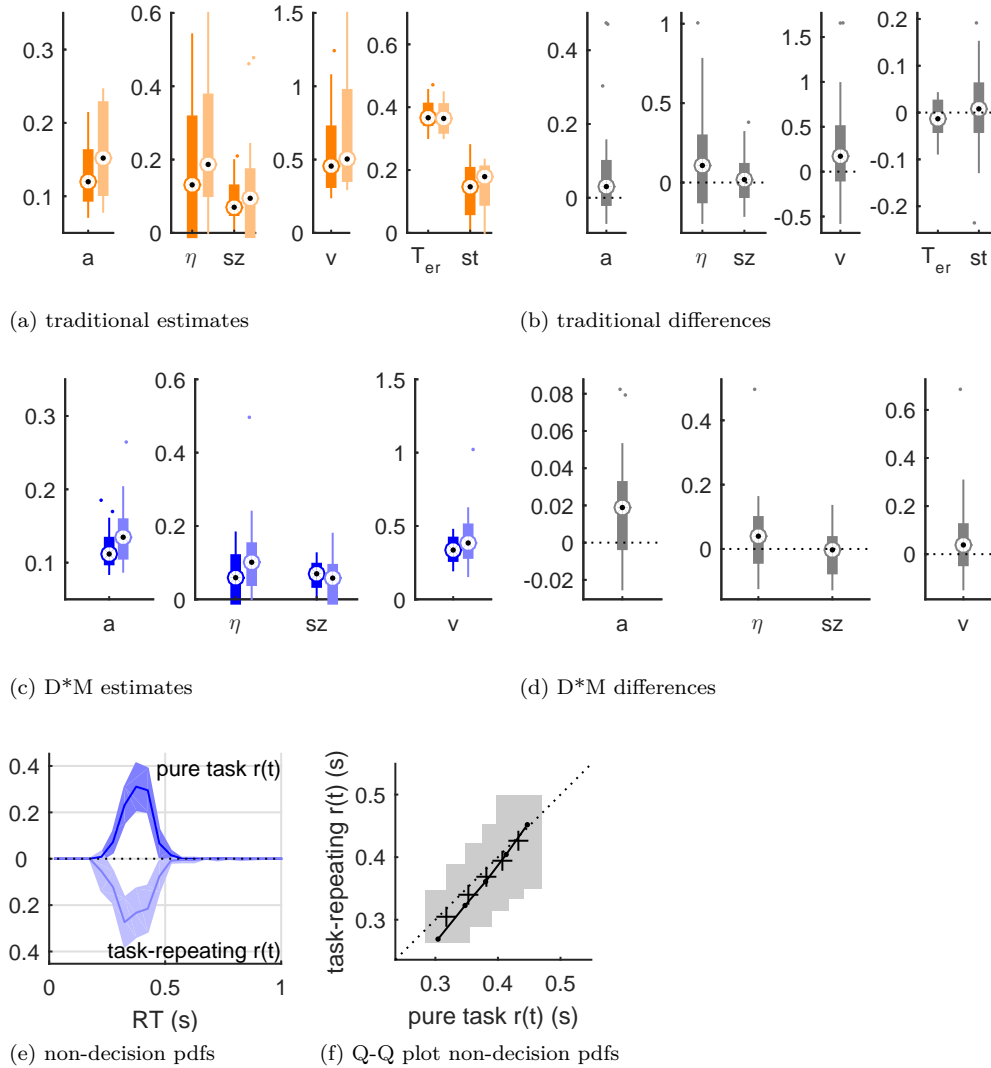 0.3
0.2
0.1
a
0.6
0.4
0.2
0
η sz
1.5
1
0.5
0
v
0.6
0.4
0.2
0
T er st
(a) traditional estimates
0.4
0.2
0
a
1
0.5
0
η sz
1.5
1
0.5
0
-0.5
v
0.2
0.1
0
-0.1
-0.2
T er st
(b) traditional differences
0.3
0.2
0.1
a
0.6
0.4
0.2
0
η sz
1.5
1
0.5
0
v
(c) D*M estimates
0.08
0.06
0.04
0.02
0
-0.02
a
0.4
0.2
0
η sz
0.6
0.4
0.2
0
v
(d) D*M differences
0.4
0.2
0
0.2
0.4
pure task r(t)
task-repeating r(t)
0 0.5 1
RT (s)
(e) non-decision pdfs
task-repeating r(t) (s)
0.5
0.4
0.3
0.3 0.4 0.5
pure task r(t) (s)
(f) Q-Q plot non-decision pdfs